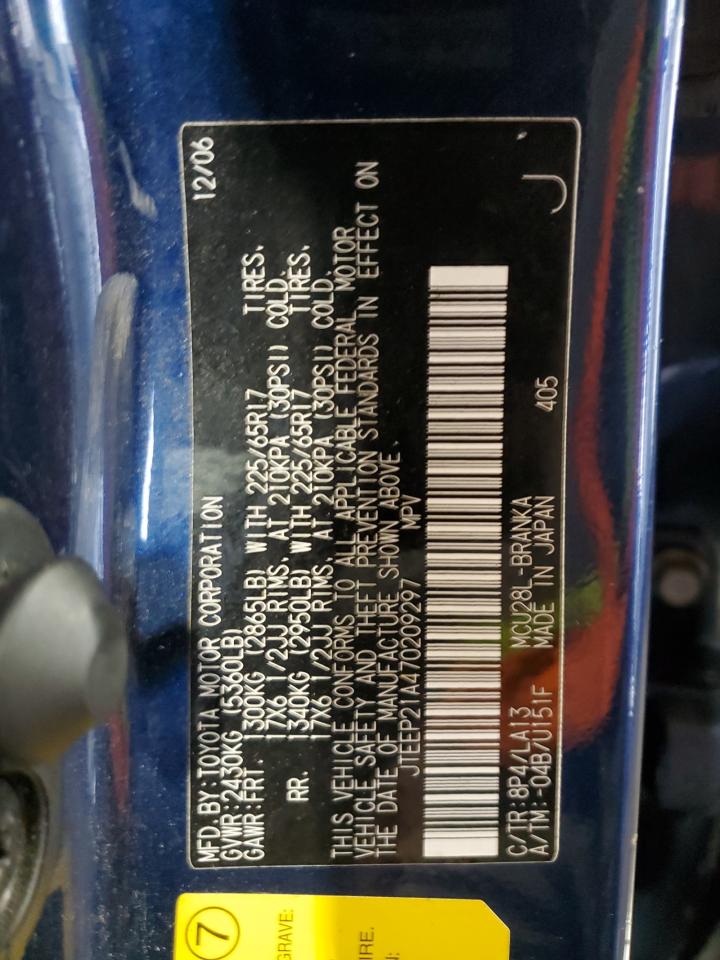 MFD. BY: TOYOTA MOTOR CORPORATION 12/06
GVWR: 2430KG (5360LB)
GAWR: FRT. 1300KG (2865LB) WITH 225/65R17 TIRES.
17X6 1/2JJ RIMS. AT 210KPA (30PSI) COLD.
RR. 1340KG (2950LB) WITH 225/65R17 TIRES.
17X6 1/2JJ RIMS. AT 210KPA (30PSI) COLD.
THIS VEHICLE CONFORMS TO ALL APPLICABLE FEDERAL MOTOR
VEHICLE SAFETY AND THEFT PREVENTION STANDARDS IN EFFECT ON
THE DATE OF MANUFACTURE SHOWN ABOVE.
JTEEP21A470209297 MPV
C/TR: 8P4/LA13 MCU28L-BRANKA 405
A/TM: -04B/U151F MADE IN JAPAN
J
7
GRAVE:
IRE.